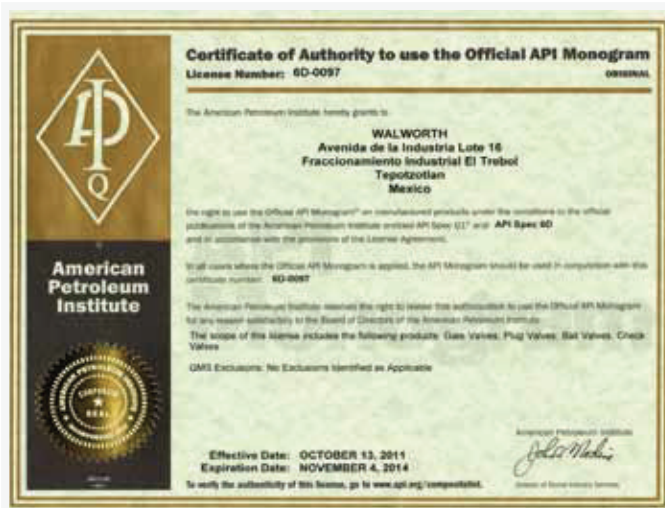 Certificate of Authority to use the Official API Monogram
License Number: 6D-0097
ORIGINAL
The American Petroleum Institute hereby grants to
WALWORTH
Avenida de la Industria Lote 16
Fraccionamiento Industrial El Trebol
Tepotzotlan
Mexico
the right to use the Official API Monogram® on manufactured products under the conditions in the official
publications of the American Petroleum Institute entitled API Spec Q1® and API Spec 6D
and in accordance with the provisions of the License Agreement.
In all cases where the Official API Monogram is applied, the API Monogram should be used in conjunction with this
certificate number: 6D-0097
The American Petroleum Institute reserves the right to revoke this authorization to use the Official API Monogram
for any reason satisfactory to the Board of Directors of the American Petroleum Institute.
The scope of this license includes the following products: Gate Valves; Plug Valves; Ball Valves; Check
Valves
QMS Exclusions: No Exclusions Identified as Applicable
API
Q
American
Petroleum
Institute
AMERICAN PETROLEUM INSTITUTE
CORPORATE
SEAL
American Petroleum Institute
Effective Date: OCTOBER 13, 2011
Expiration Date: NOVEMBER 4, 2014
To verify the authenticity of this license, go to www.api.org/compositelist.